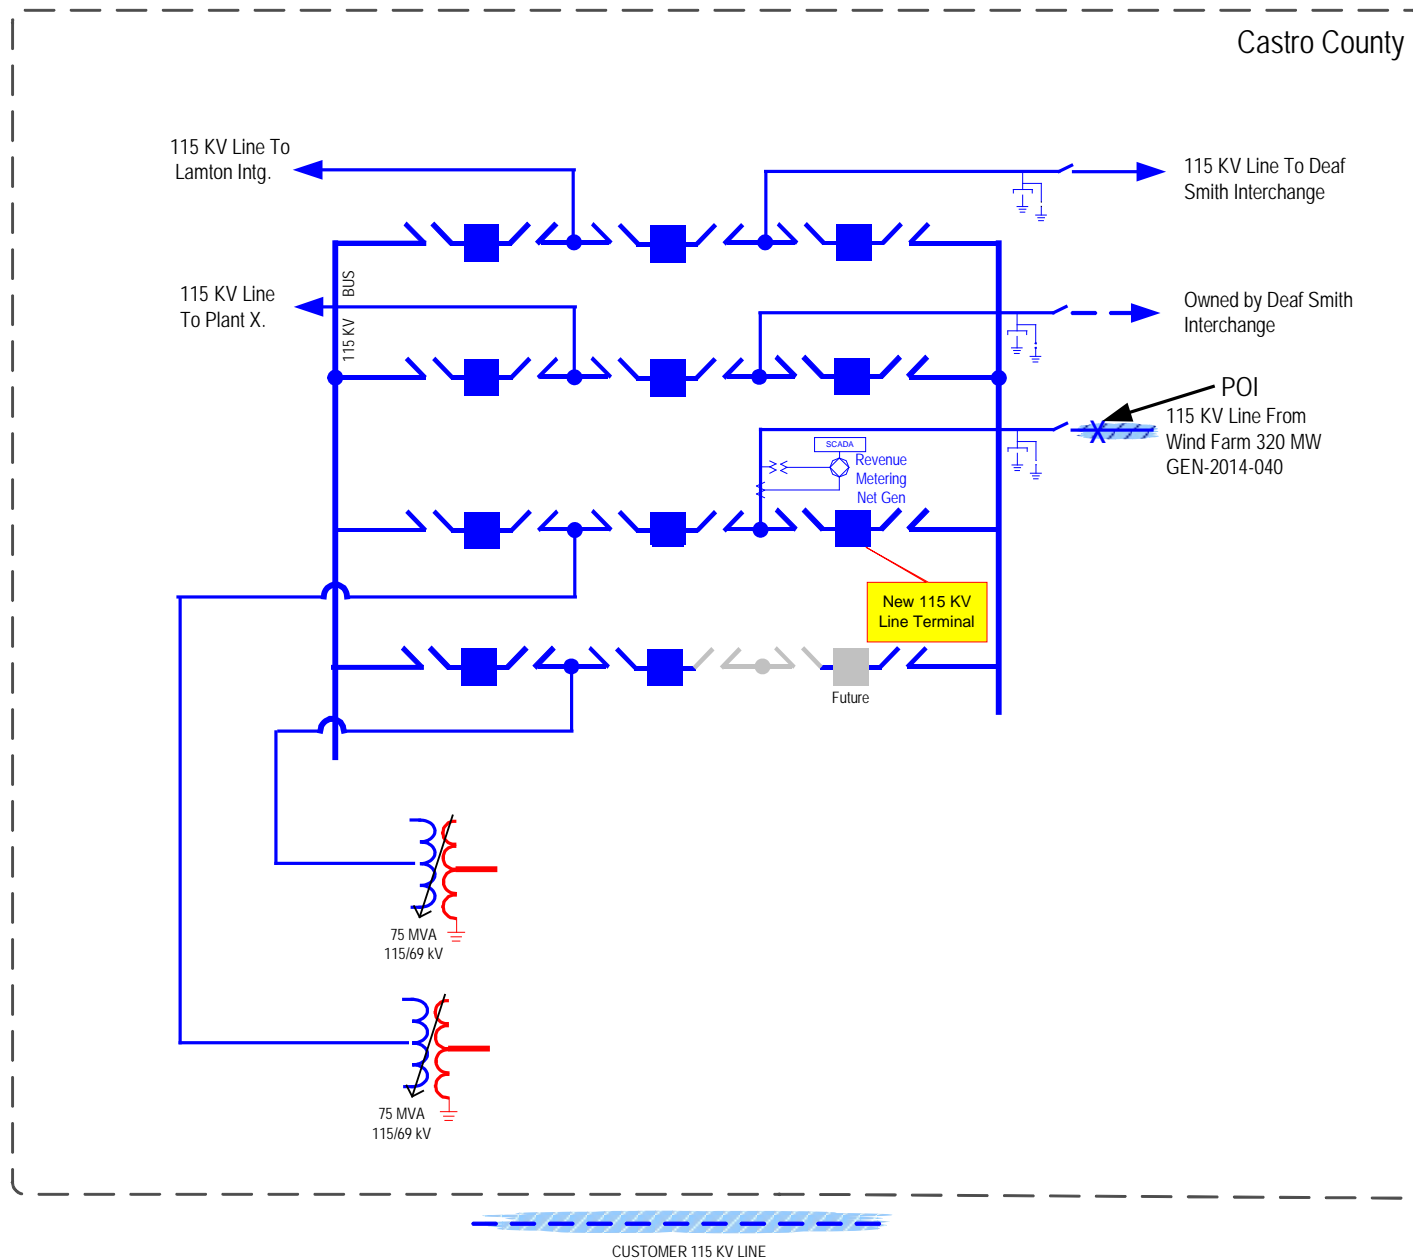 Castro County
115 KV Line To
Lamton Intg.
115 KV Line To Deaf
Smith Interchange
115 KV Line
To Plant X.
115 KV BUS
Owned by Deaf Smith
Interchange
POI
115 KV Line From
Wind Farm 320 MW
GEN-2014-040
SCADA
Revenue
Metering
Net Gen
New 115 KV
Line Terminal
Future
75 MVA
115/69 kV
75 MVA
115/69 kV
CUSTOMER 115 KV LINE